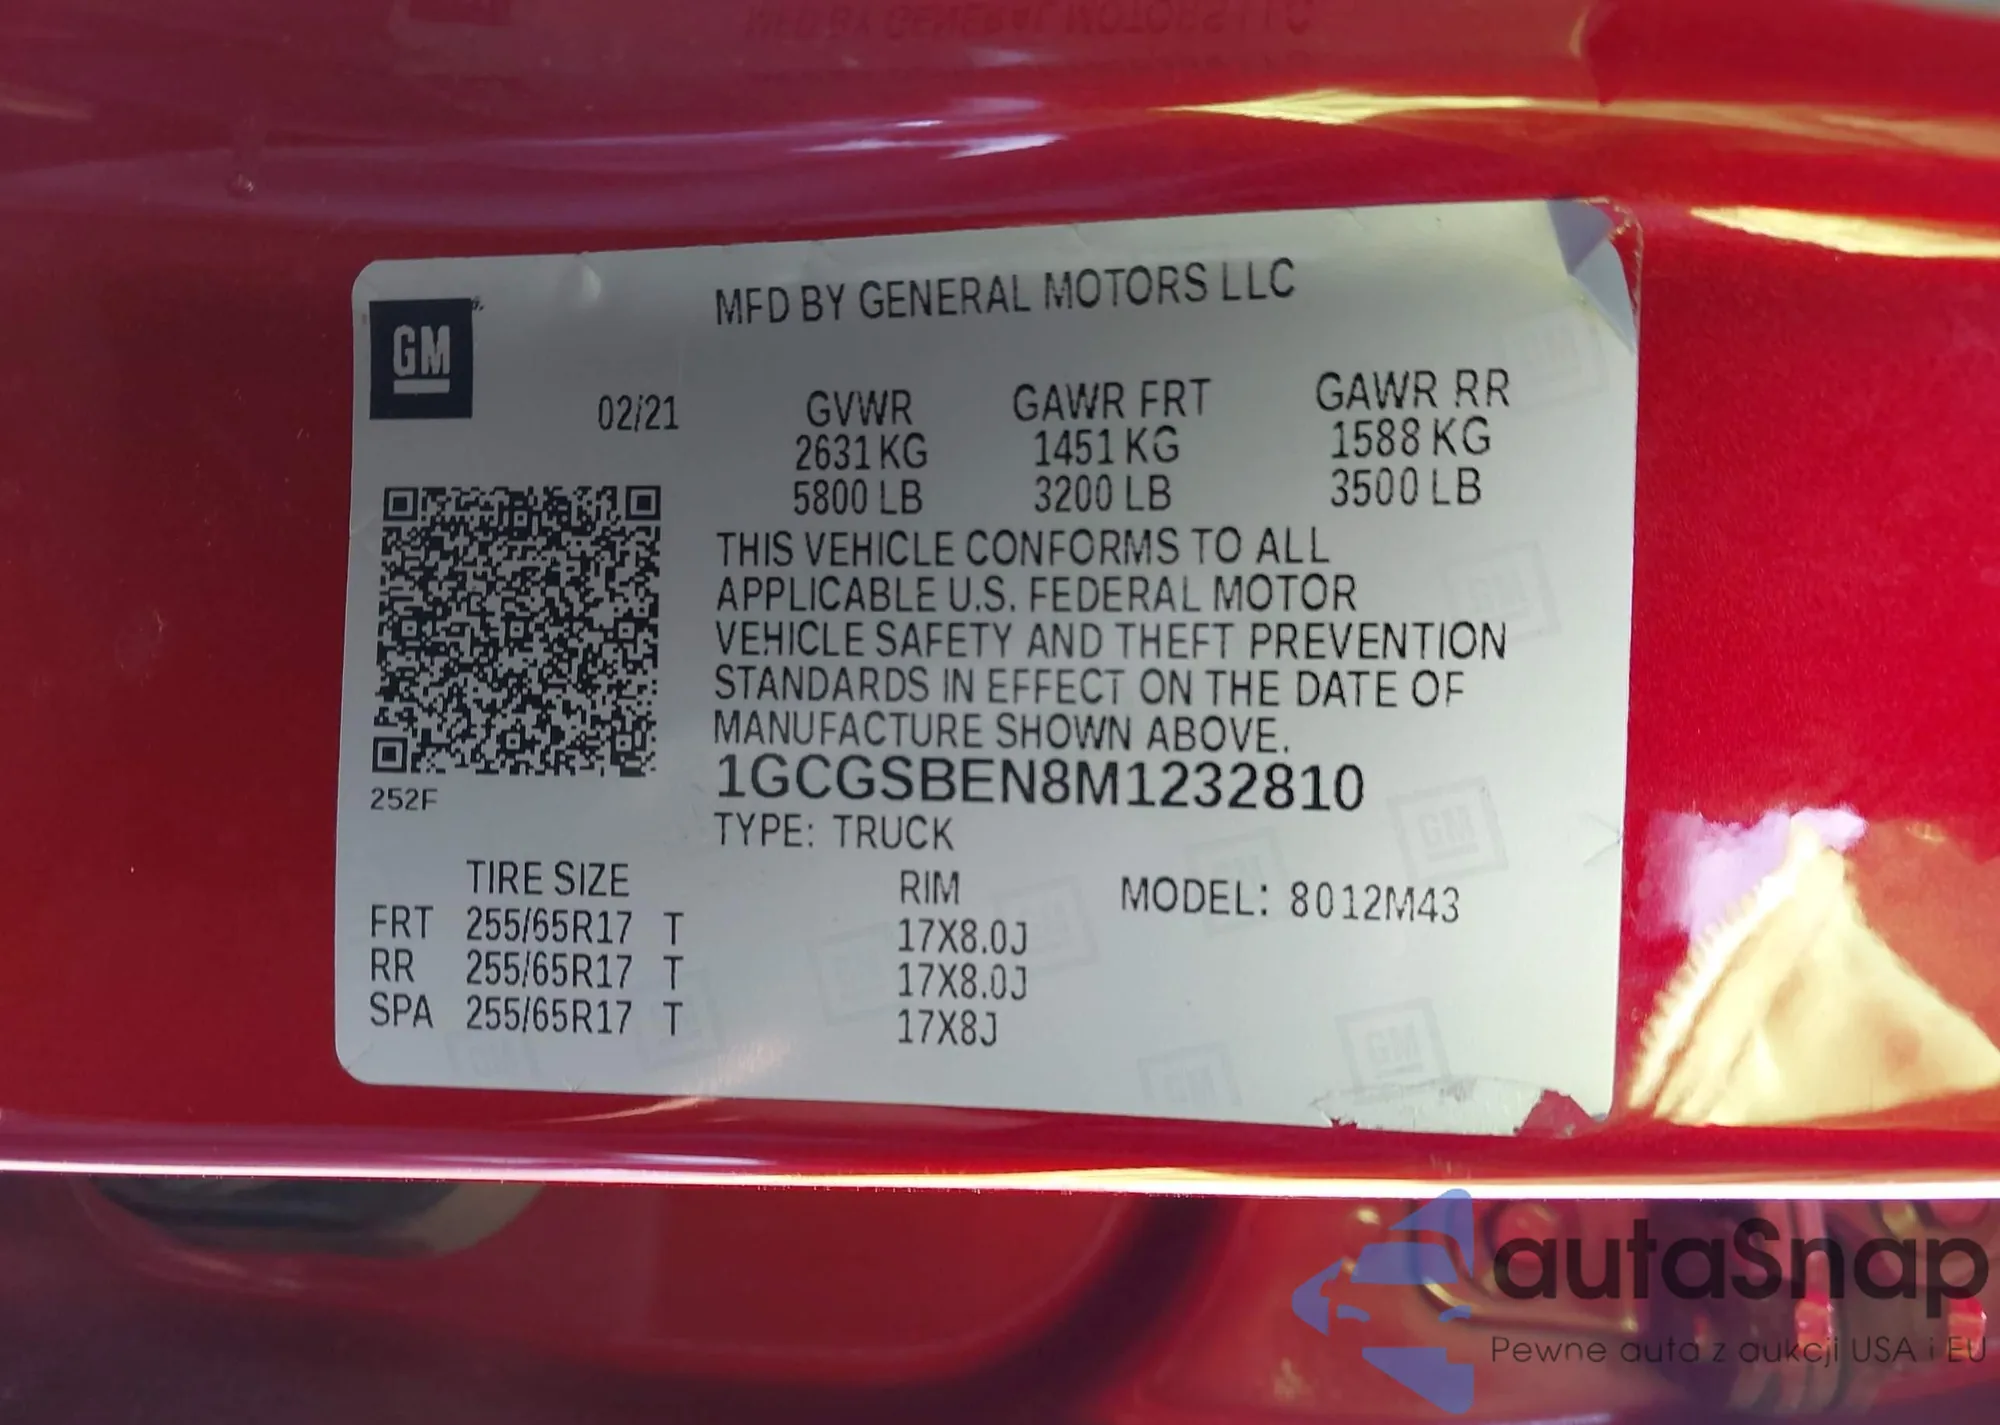 MFD BY GENERAL MOTORS LLC
GM
02/21
GVWR GAWR FRT GAWR RR
2631 KG 1451 KG 1588 KG
5800 LB 3200 LB 3500 LB
THIS VEHICLE CONFORMS TO ALL
APPLICABLE U.S. FEDERAL MOTOR
VEHICLE SAFETY AND THEFT PREVENTION
STANDARDS IN EFFECT ON THE DATE OF
MANUFACTURE SHOWN ABOVE.
1GCGSBEN8M1232810
252F
TYPE: TRUCK
TIRE SIZE RIM MODEL: 8012M43
FRT 255/65R17 T 17X8.0J
RR 255/65R17 T 17X8.0J
SPA 255/65R17 T 17X8J
autaSnap
Pewne auta z aukcji USA i EU